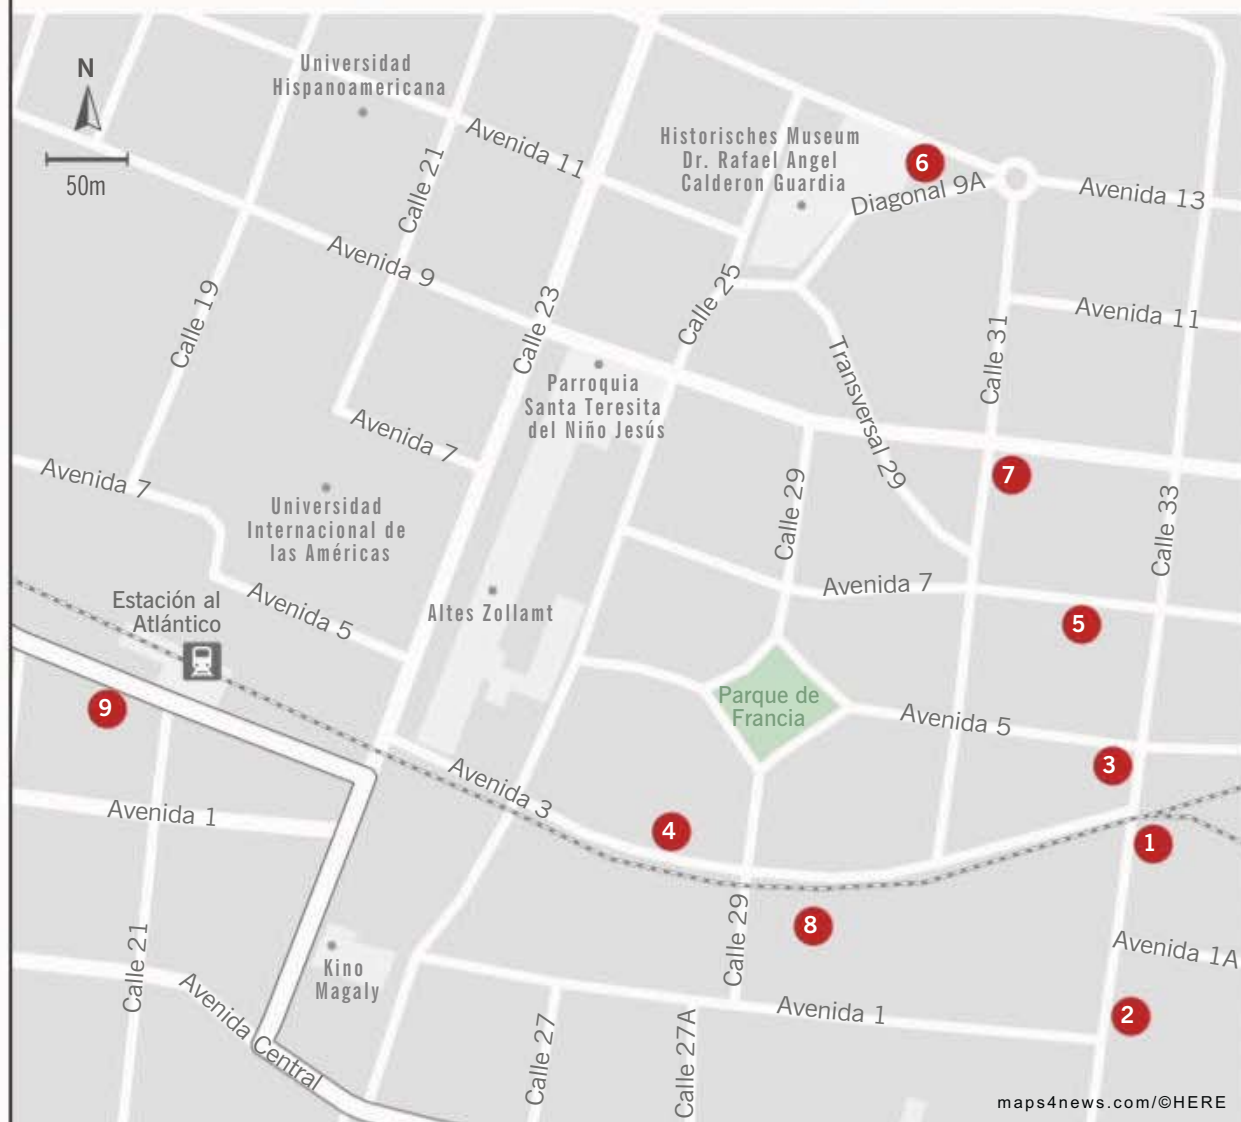 N
50m
Universidad
Hispanoamericana
Calle 21
Avenida 11
Historisches Museum
Dr. Rafael Angel
Calderon Guardia
6
Diagonal 9A
Avenida 13
Avenida 9
Calle 19
Calle 23
Calle 25
Calle 31
Avenida 11
Parroquia
Santa Teresita
del Niño Jesús
Transversal 29
Avenida 7
Avenida 7
7
Calle 29
Calle 33
Universidad
Internacional de
las Américas
Estación al
Atlántico
Avenida 5
Altes Zollamt
Avenida 7
5
9
Parque de
Francia
Avenida 5
3
Avenida 1
Avenida 3
4
1
8
Calle 21
Kino
Magaly
Calle 29
Avenida 1A
Avenida Central
Avenida 1
2
Calle 27
Calle 27A
maps4news.com/©HERE